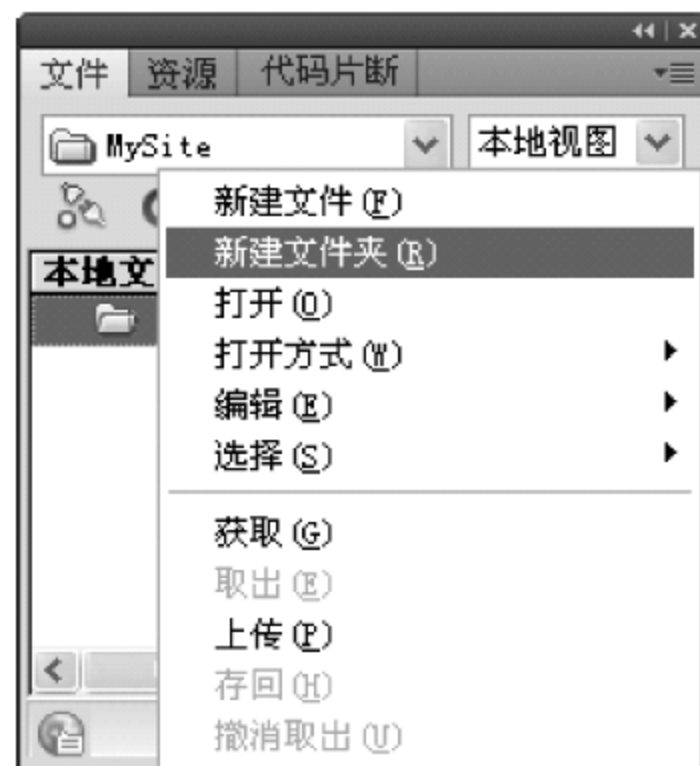 文件 资源 代码片断
MySite 本地视图
本地文
新建文件(F)
新建文件夹(R)
打开(O)
打开方式(W)
编辑(E)
选择(S)
获取(G)
取出(E)
上传(P)
存回(H)
撤消取出(U)